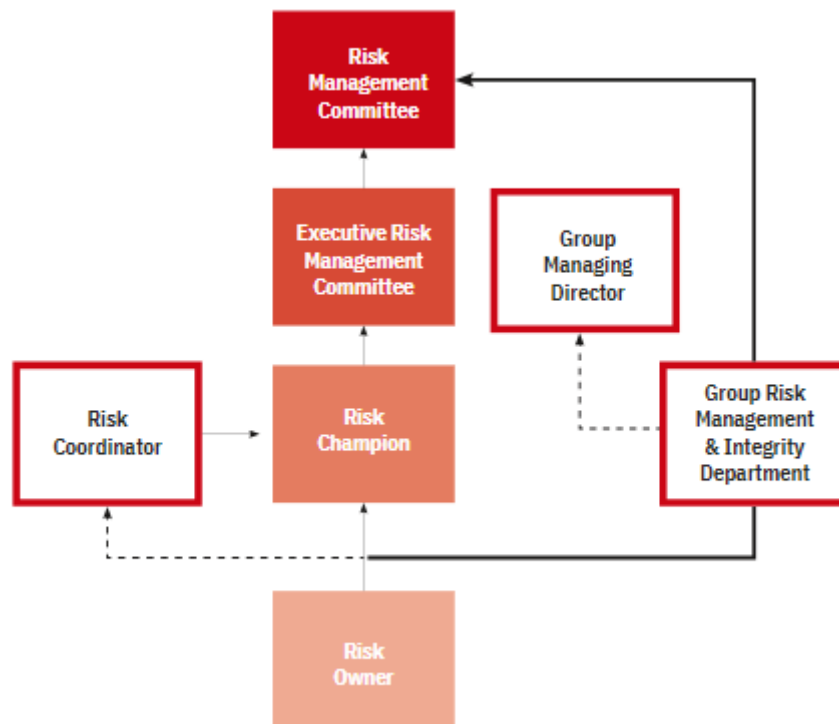 Risk
Management
Committee
Executive Risk
Management
Committee
Group
Managing
Director
Risk
Coordinator
Risk
Champion
Group Risk
Management
& Integrity
Department
Risk
Owner